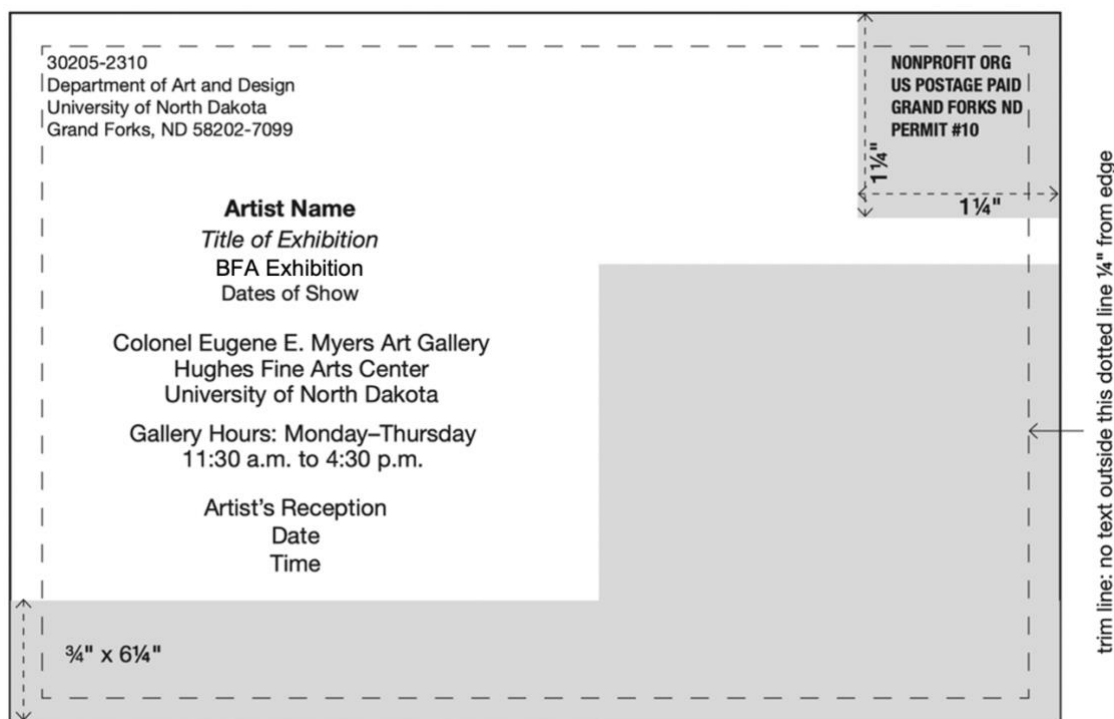 30205-2310
Department of Art and Design
University of North Dakota
Grand Forks, ND 58202-7099
NONPROFIT ORG
US POSTAGE PAID
GRAND FORKS ND
PERMIT #10
1¼"
1¼"
Artist Name
Title of Exhibition
BFA Exhibition
Dates of Show
Colonel Eugene E. Myers Art Gallery
Hughes Fine Arts Center
University of North Dakota
Gallery Hours: Monday–Thursday
11:30 a.m. to 4:30 p.m.
Artist’s Reception
Date
Time
¾" x 6¼"
trim line: no text outside this dotted line ¼" from edge